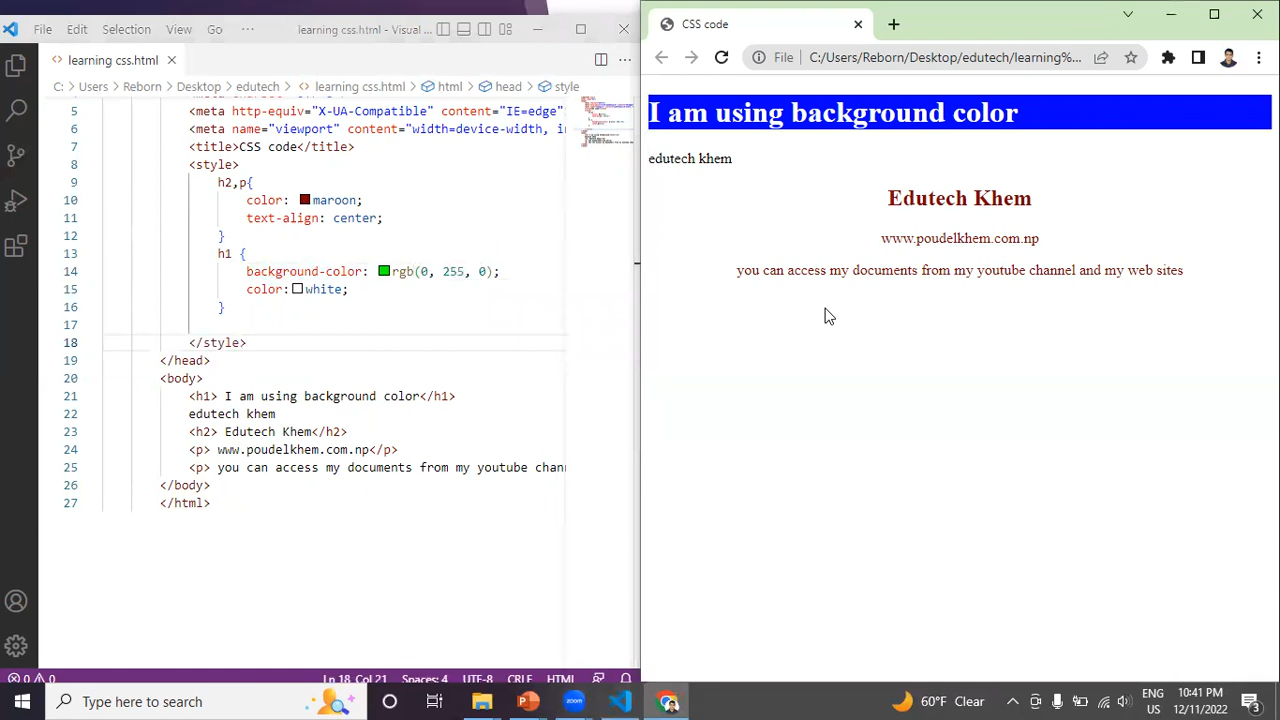 File Edit Selection View Go ··· learning css.html - Visual ...
learning css.html
C: > Users > Reborn > Desktop > edutech > learning css.html > html > head > style
<meta http-equiv="X-UA-Compatible" content="IE=edge"
7 <meta name="viewport" content="width=device-width, in
<title>CSS code</tit
8 <style>
9 h2,p{
10 color: maroon;
11 text-align: center;
12 }
13 h1 {
14 background-color: rgb(0, 255, 0);
15 color: white;
16 }
17
18 </style>
19 </head>
20 <body>
21 <h1> I am using background color</h1>
22 edutech khem
23 <h2> Edutech Khem</h2>
24 <p> www.poudelkhem.com.np</p>
25 <p> you can access my documents from my youtube chann
26 </body>
27 </html>
0 0 Ln 18, Col 21 Spaces: 4 UTF-8 CRLF HTML
CSS code
File C:/Users/Reborn/Desktop/edutech/learning%...
I am using background color
edutech khem
Edutech Khem
www.poudelkhem.com.np
you can access my documents from my youtube channel and my web sites
Type here to search
zoom
60°F Clear
ENG
US
10:41 PM
12/11/2022
3